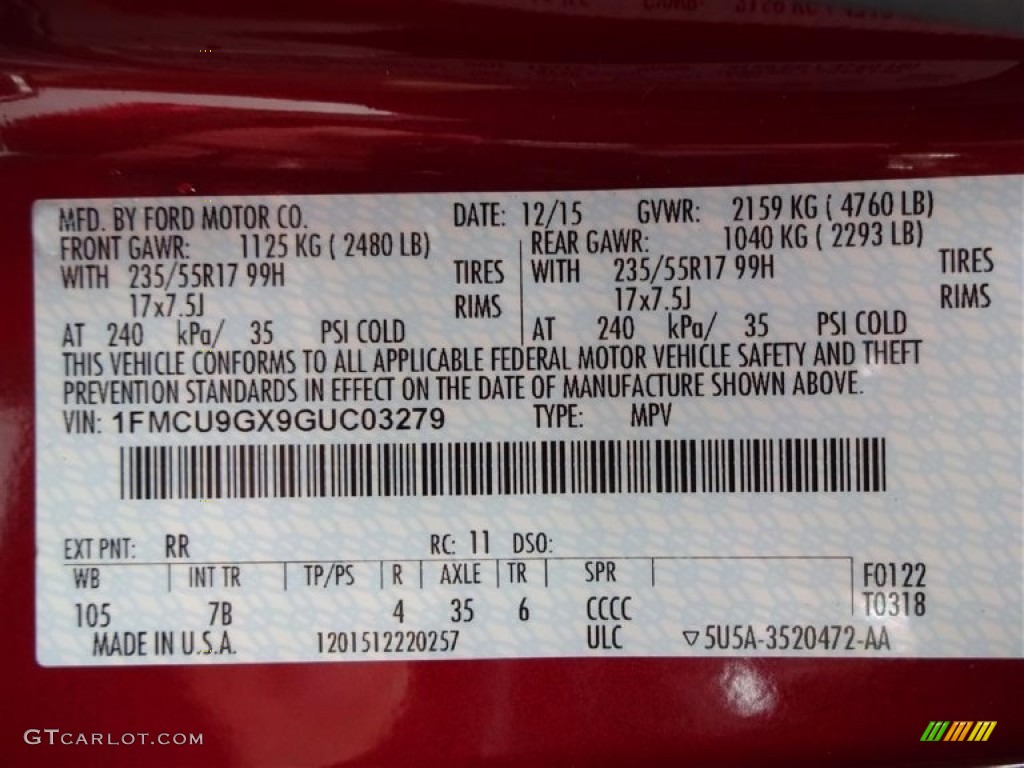 MFD. BY FORD MOTOR CO. DATE: 12/15 GVWR: 2159 KG ( 4760 LB)
FRONT GAWR: 1125 KG ( 2480 LB) REAR GAWR: 1040 KG ( 2293 LB)
WITH 235/55R17 99H TIRES WITH 235/55R17 99H TIRES
17x7.5J RIMS 17x7.5J RIMS
AT 240 kPa/ 35 PSI COLD AT 240 kPa/ 35 PSI COLD
THIS VEHICLE CONFORMS TO ALL APPLICABLE FEDERAL MOTOR VEHICLE SAFETY AND THEFT
PREVENTION STANDARDS IN EFFECT ON THE DATE OF MANUFACTURE SHOWN ABOVE.
VIN: 1FMCU9GX9GUC03279 TYPE: MPV
EXT PNT: RR RC: 11 DSO:
WB INT TR TP/PS R AXLE TR SPR F0122
105 7B 4 35 6 CCCC T0318
MADE IN U.S.A. 1201512220257 ULC ▽5U5A-3520472-AA
GTCARLOT.COM